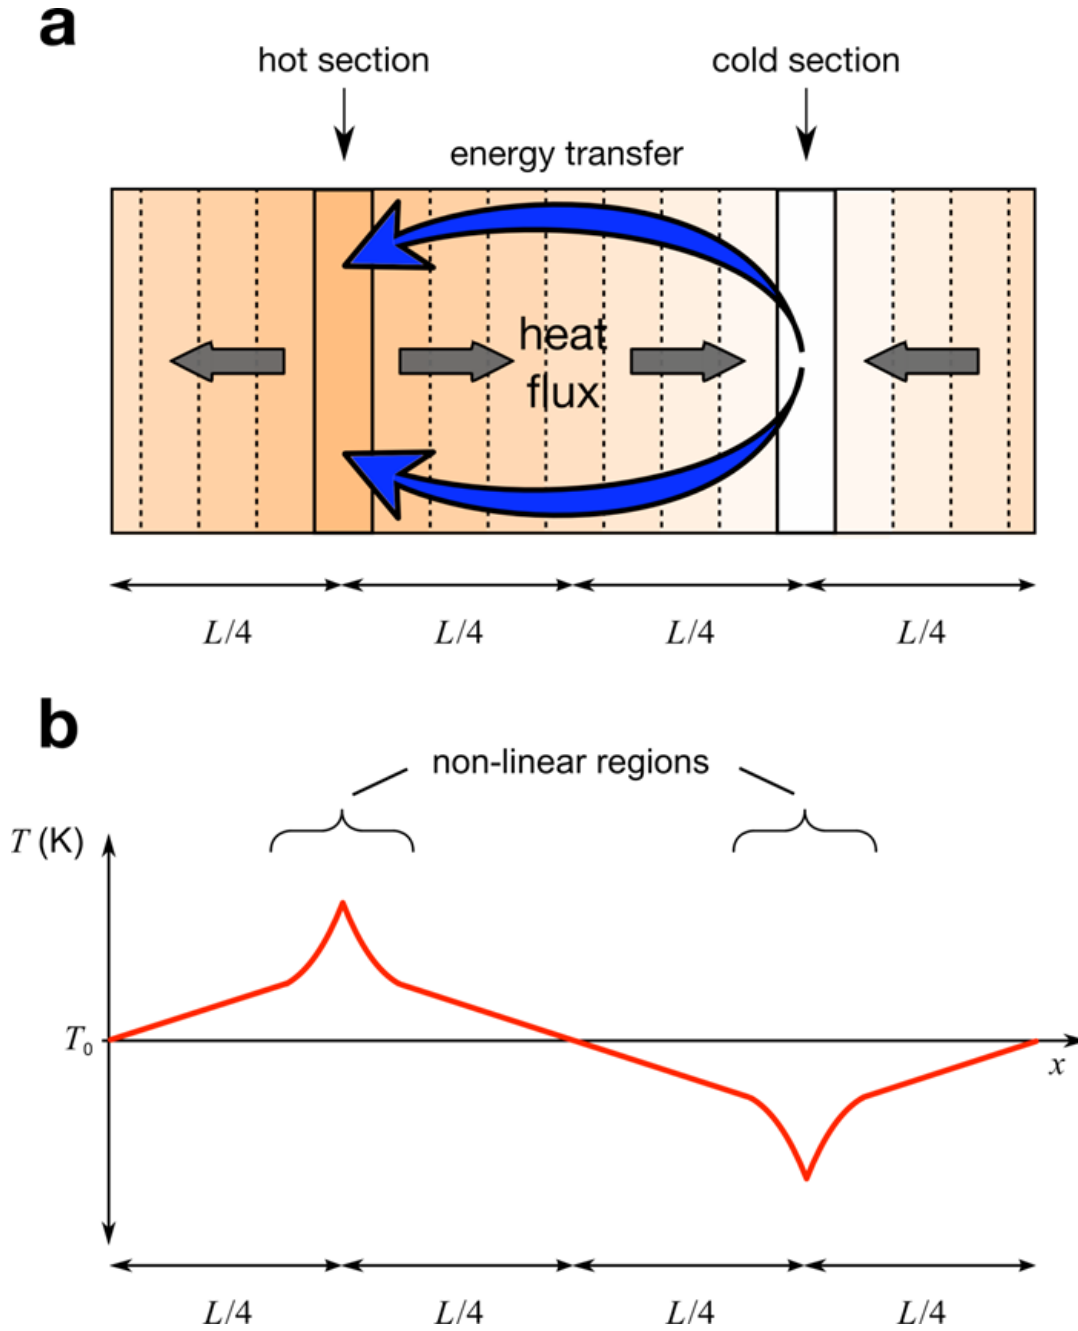 a
hot section
cold section
energy transfer
heat
flux
L/4 L/4 L/4 L/4
b
non-linear regions
T (K)
T₀
x
L/4 L/4 L/4 L/4